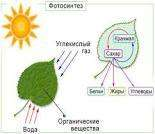 Фотосинтез
Углекислый
газ
Крахмал
Сахар
Белки Жиры Углеводы
Органические
вещества
Вода